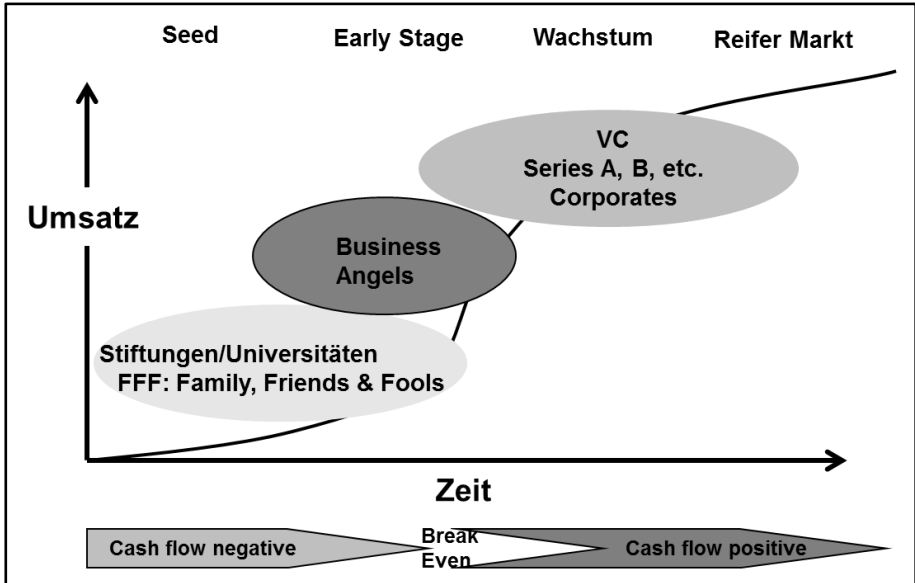 Seed
Early Stage
Wachstum
Reifer Markt
VC
Series A, B, etc.
Corporates
Umsatz
Business
Angels
Stiftungen/Universitäten
FFF: Family, Friends & Fools
Zeit
Cash flow negative
Break
Even
Cash flow positive